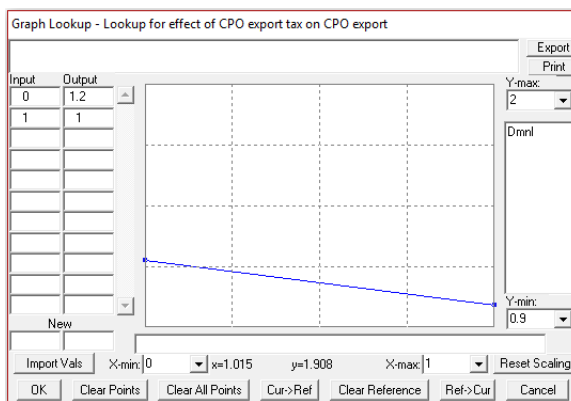 Graph Lookup - Lookup for effect of CPO export tax on CPO export
Export
Print
Input Output
Y-max:
0 1.2
2
1 1
Dmnl
Y-min:
0.9
New
Import Vals X-min: 0 x=1.015 y=1.908 X-max: 1 Reset Scaling
OK Clear Points Clear All Points Cur->Ref Clear Reference Ref->Cur Cancel